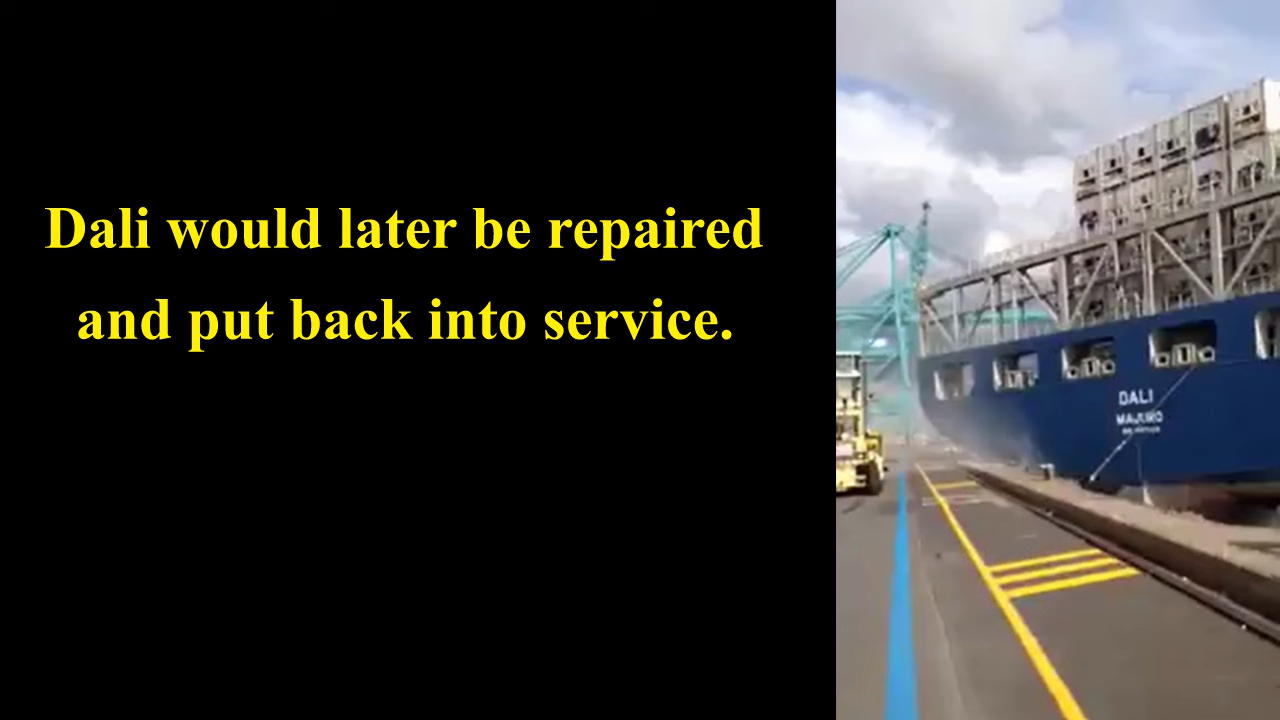 Dali would later be repaired
and put back into service.
DALI
MAJURO